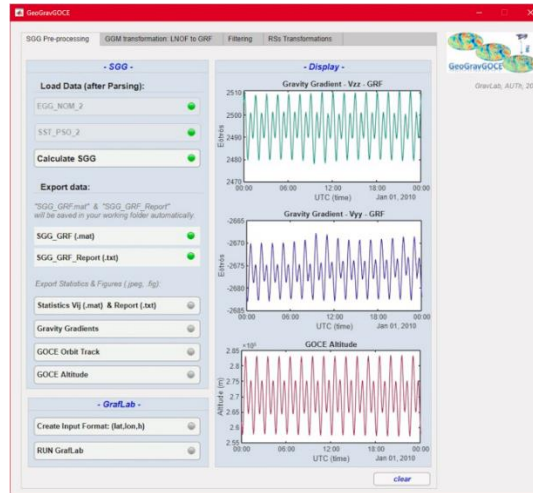 GeoGravGOCE
SGG Pre-processing
GGM transformation: LNOF to GRF
Filtering
RSs Transformations
- SGG -
Load Data (after Parsing):
EGG_NOM_2
SST_PSO_2
Calculate SGG
Export data:
"SGG_GRF.mat" & "SGG_GRF_Report"
will be saved in your working folder automatically.
SGG_GRF (.mat)
SGG_GRF_Report (.txt)
Export Statistics & Figures (.jpeg, .fig):
Statistics Vij (.mat) & Report (.txt)
Gravity Gradients
GOCE Orbit Track
GOCE Altitude
- GrafLab -
Create Input Format: (lat,lon,h)
RUN GrafLab
- Display -
Gravity Gradient - Vzz - GRF
2510
2500
2490
2480
2470
Eötvös
00:00 06:00 12:00 18:00 00:00
UTC (time) Jan 01, 2010
Gravity Gradient - Vyy - GRF
-2665
-2670
-2675
-2680
-2685
Eötvös
00:00 06:00 12:00 18:00 00:00
UTC (time) Jan 01, 2010
GOCE Altitude
2.85
2.8
2.75
2.7
2.65
2.6
2.55
Altitude (m)
00:00 06:00 12:00 18:00 00:00
UTC (time) Jan 01, 2010
clear
GeoGravGOCE
GravLab, AUTh, 20